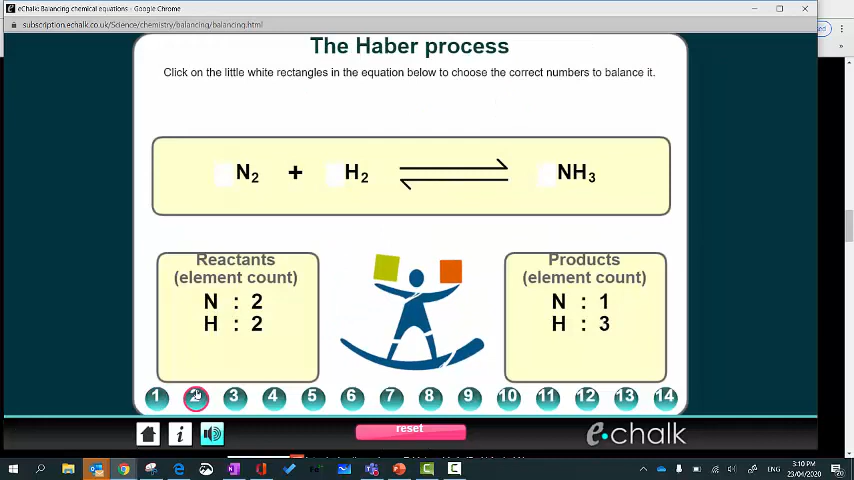 eChalk: Balancing chemical equations - Google Chrome
subscription.echalk.co.uk/Science/chemistry/balancing/balancing.html
The Haber process
Click on the little white rectangles in the equation below to choose the correct numbers to balance it.
N₂ + H₂ ⇌ NH₃
Reactants
(element count)
N : 2
H : 2
Products
(element count)
N : 1
H : 3
1 2 3 4 5 6 7 8 9 10 11 12 13 14
i
reset
e·chalk
ENG
3:10 PM
23/04/2020